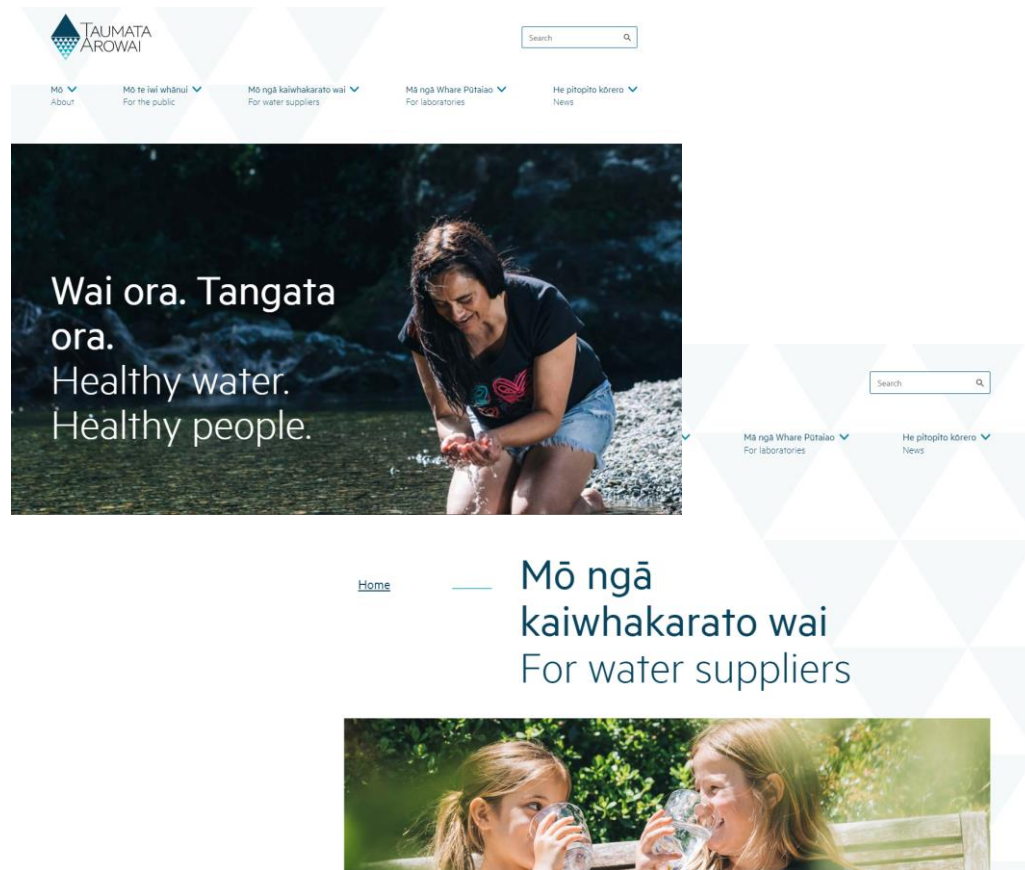 TAUMATA
AROWAI
Search
Mō
About
Mō te iwi whānui
For the public
Mō ngā kaiwhakarato wai
For water suppliers
Mā ngā Whare Pūtaiao
For laboratories
He pitopito kōrero
News
Wai ora. Tangata
ora.
Healthy water.
Healthy people.
Search
Mā ngā Whare Pūtaiao
For laboratories
He pitopito kōrero
News
Home
Mō ngā
kaiwhakarato wai
For water suppliers